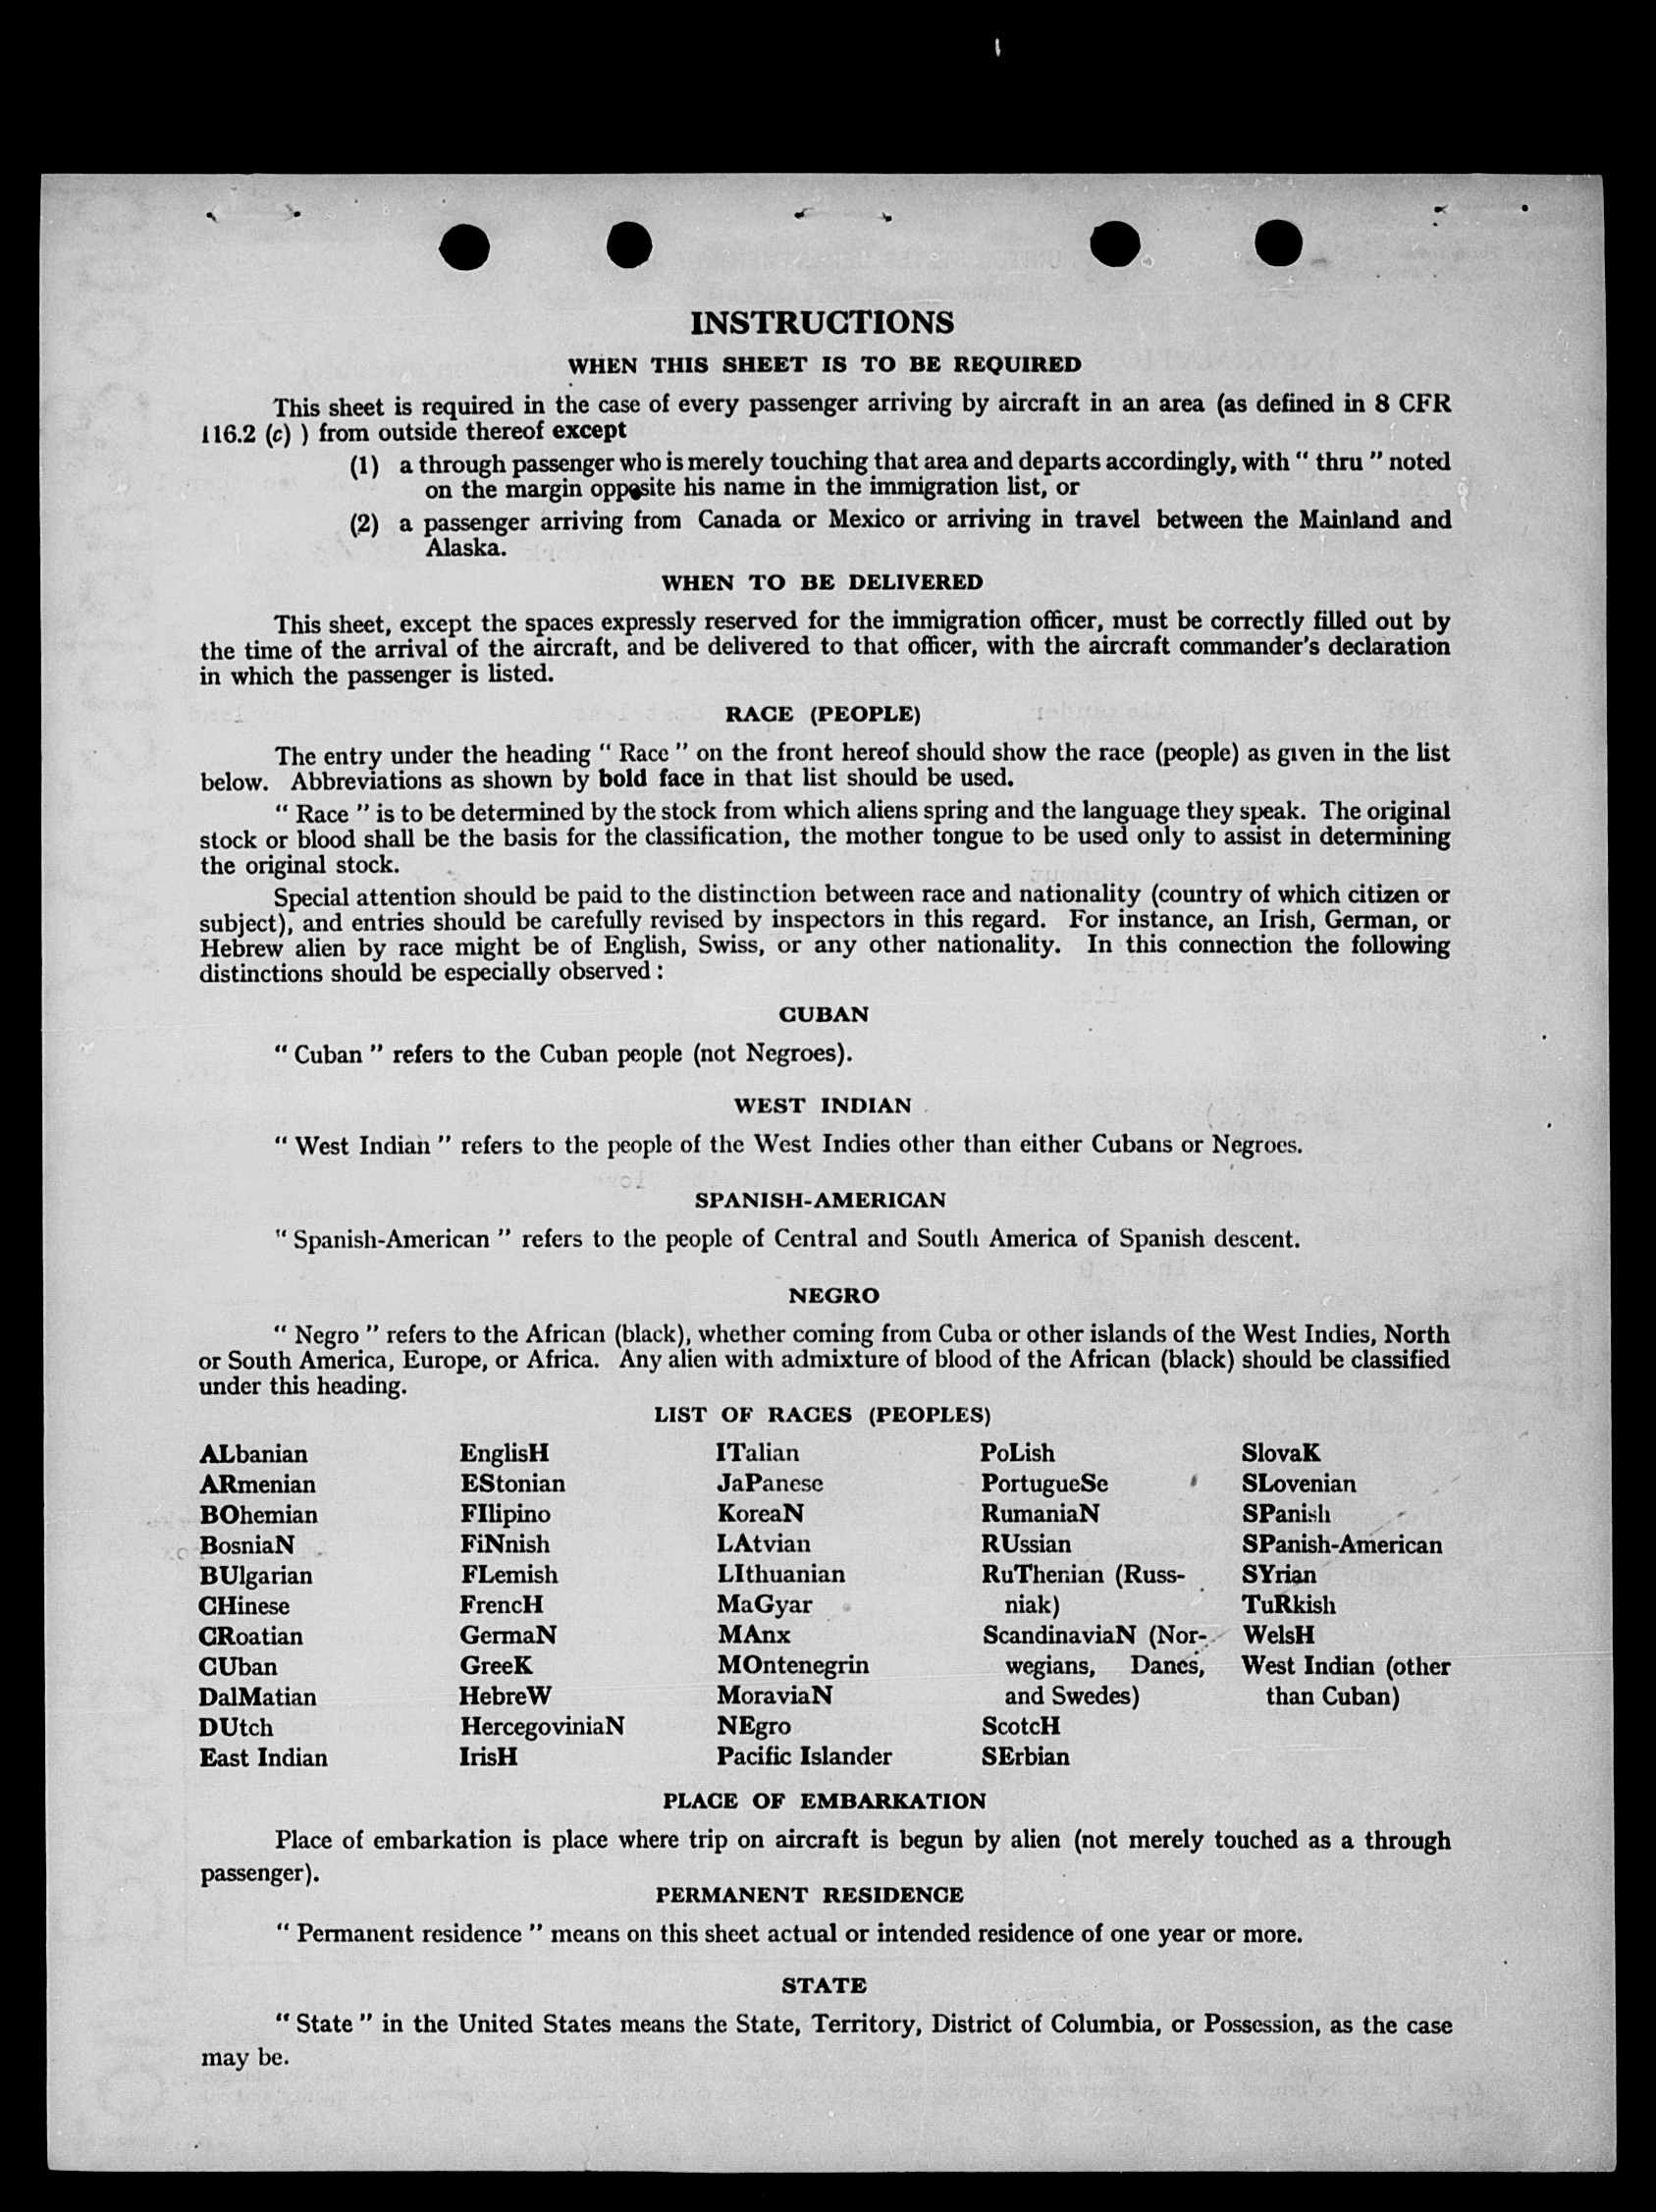 INSTRUCTIONS
WHEN THIS SHEET IS TO BE REQUIRED
This sheet is required in the case of every passenger arriving by aircraft in an area (as defined in 8 CFR
116.2 (c) ) from outside thereof except
(1) a through passenger who is merely touching that area and departs accordingly, with " thru " noted
on the margin opposite his name in the immigration list, or
(2) a passenger arriving from Canada or Mexico or arriving in travel between the Mainland and
Alaska.
WHEN TO BE DELIVERED
This sheet, except the spaces expressly reserved for the immigration officer, must be correctly filled out by
the time of the arrival of the aircraft, and be delivered to that officer, with the aircraft commander's declaration
in which the passenger is listed.
RACE (PEOPLE)
The entry under the heading " Race " on the front hereof should show the race (people) as given in the list
below. Abbreviations as shown by bold face in that list should be used.
" Race " is to be determined by the stock from which aliens spring and the language they speak. The original
stock or blood shall be the basis for the classification, the mother tongue to be used only to assist in determining
the original stock.
Special attention should be paid to the distinction between race and nationality (country of which citizen or
subject), and entries should be carefully revised by inspectors in this regard. For instance, an Irish, German, or
Hebrew alien by race might be of English, Swiss, or any other nationality. In this connection the following
distinctions should be especially observed :
CUBAN
" Cuban " refers to the Cuban people (not Negroes).
WEST INDIAN
" West Indian " refers to the people of the West Indies other than either Cubans or Negroes.
SPANISH-AMERICAN
" Spanish-American " refers to the people of Central and South America of Spanish descent.
NEGRO
" Negro " refers to the African (black), whether coming from Cuba or other islands of the West Indies, North
or South America, Europe, or Africa. Any alien with admixture of blood of the African (black) should be classified
under this heading.
LIST OF RACES (PEOPLES)
ALbanian
ARmenian
BOhemian
BosniaN
BUlgarian
CHinese
CRoatian
CUban
DalMatian
DUtch
East Indian
EnglisH
EStonian
FIlipino
FiNnish
FLemish
FrencH
GermaN
GreeK
HebreW
HercegoviniaN
IrisH
ITalian
JaPanese
KoreaN
LAtvian
LIthuanian
MaGyar
MAnx
MOntenegrin
MoraviaN
NEgro
Pacific Islander
PoLish
PortugueSe
RumaniaN
RUssian
RuThenian (Russ-
niak)
ScandinaviaN (Nor-
wegians, Danes,
and Swedes)
ScotcH
SErbian
SlovaK
SLovenian
SPanish
SPanish-American
SYrian
TuRkish
WelsH
West Indian (other
than Cuban)
PLACE OF EMBARKATION
Place of embarkation is place where trip on aircraft is begun by alien (not merely touched as a through
passenger).
PERMANENT RESIDENCE
" Permanent residence " means on this sheet actual or intended residence of one year or more.
STATE
" State " in the United States means the State, Territory, District of Columbia, or Possession, as the case
may be.